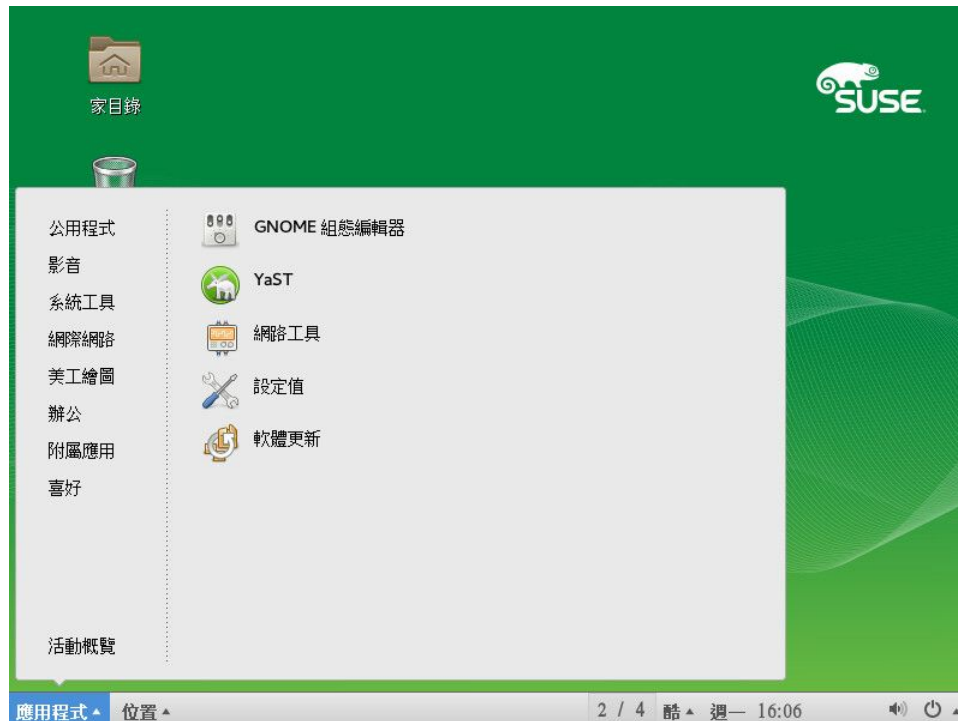 家目錄
SUSE
公用程式
影音
系統工具
網際網路
美工繪圖
辦公
附屬應用
喜好
活動概覽
GNOME 組態編輯器
YaST
網路工具
設定值
軟體更新
應用程式 位置 2 / 4 酷 週一 16:06